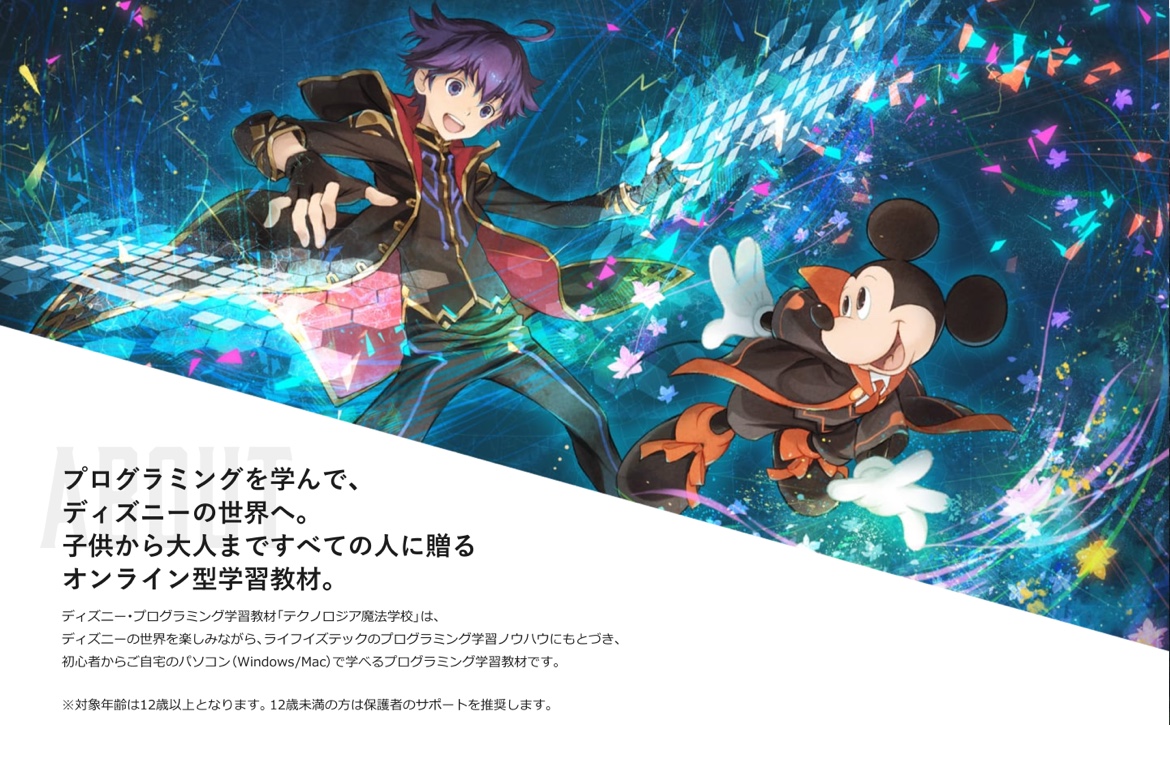 ABOUT
プログラミングを学んで、
ディズニーの世界へ。
子供から大人まですべての人に贈る
オンライン型学習教材。
ディズニー・プログラミング学習教材「テクノロジア魔法学校」は、
ディズニーの世界を楽しみながら、ライフイズテックのプログラミング学習ノウハウにもとづき、
初心者からご自宅のパソコン（Windows/Mac）で学べるプログラミング学習教材です。
※対象年齢は12歳以上となります。12歳未満の方は保護者のサポートを推奨します。